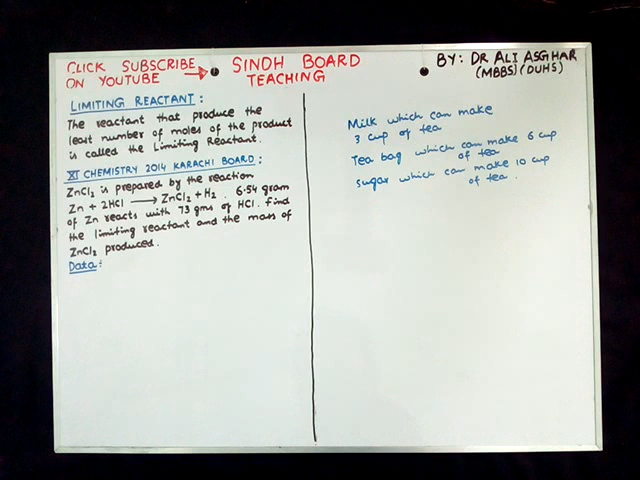 CLICK SUBSCRIBE
ON YOUTUBE →
SINDH BOARD
TEACHING
BY: DR ALI ASGHAR
(MBBS) (DUHS)
LIMITING REACTANT:
The reactant that produce the
least number of moles of the product
is called the Limiting Reactant.
XI CHEMISTRY 2014 KARACHI BOARD:
ZnCl2 is prepared by the reaction
Zn + 2HCl → ZnCl2 + H2. 6.54 gram
of Zn reacts with 73 gms of HCl. find
the limiting reactant and the mass of
ZnCl2 produced.
Data:
Milk which can make
3 cup of tea
Tea bag which can make 6 cup
of tea
sugar which can make 10 cup
of tea.